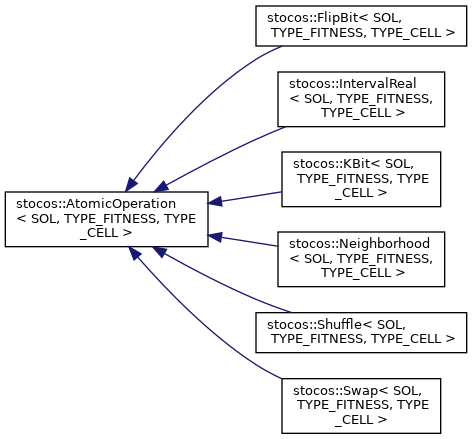 stocos::FlipBit< SOL,
TYPE_FITNESS, TYPE_CELL >
stocos::IntervalReal
< SOL, TYPE_FITNESS,
TYPE_CELL >
stocos::KBit< SOL,
TYPE_FITNESS, TYPE
_CELL >
stocos::AtomicOperation
< SOL, TYPE_FITNESS, TYPE
_CELL >
stocos::Neighborhood
< SOL, TYPE_FITNESS,
TYPE_CELL >
stocos::Shuffle< SOL,
TYPE_FITNESS, TYPE_CELL >
stocos::Swap< SOL,
TYPE_FITNESS, TYPE
_CELL >